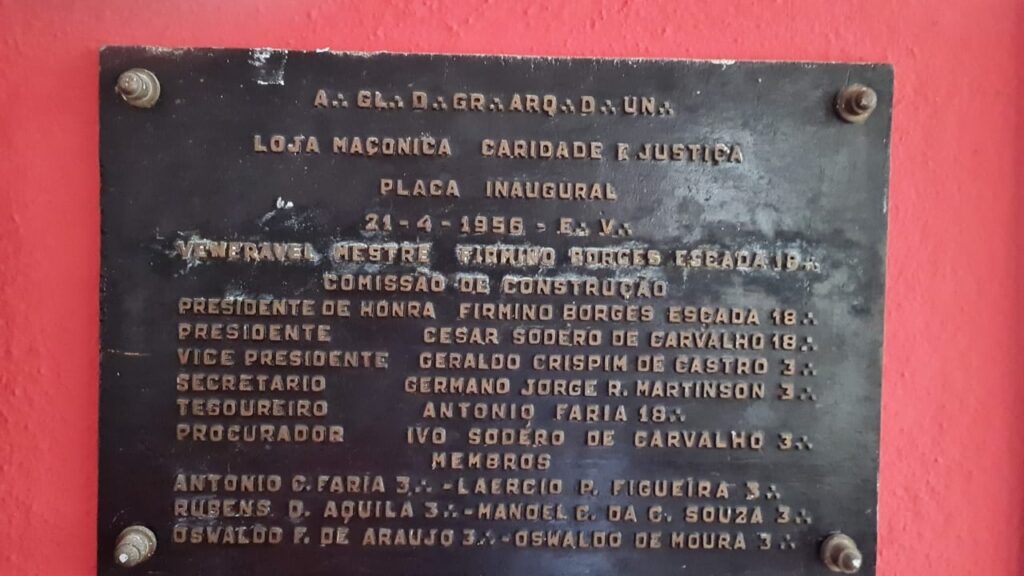 A∴ GL∴ D∴ GR∴ ARQ∴ D∴ UN∴
LOJA MAÇONICA CARIDADE E JUSTIÇA
PLACA INAUGURAL
21-4-1956 - E∴ V∴
VENERAVEL MESTRE FIRMINO BORGES ESCADA 18∴
COMISSÃO DE CONSTRUÇÃO
PRESIDENTE DE HONRA FIRMINO BORGES ESCADA 18∴
PRESIDENTE CESAR SODÉRO DE CARVALHO 18∴
VICE PRESIDENTE GERALDO CRISPIM DE CASTRO 3∴
SECRETARIO GERMANO JORGE R. MARTINSON 3∴
TESOUREIRO ANTONIO FARIA 18∴
PROCURADOR IVO SODÉRO DE CARVALHO 3∴
MEMBROS
ANTONIO C. FARIA 3∴ - LAERCIO P. FIGUEIRA 3∴
RUBENS D. AQUILA 3∴ - MANOEL C. DA C. SOUZA 3∴
OSWALDO F. DE ARAUJO 3∴ - OSWALDO DE MOURA 3∴